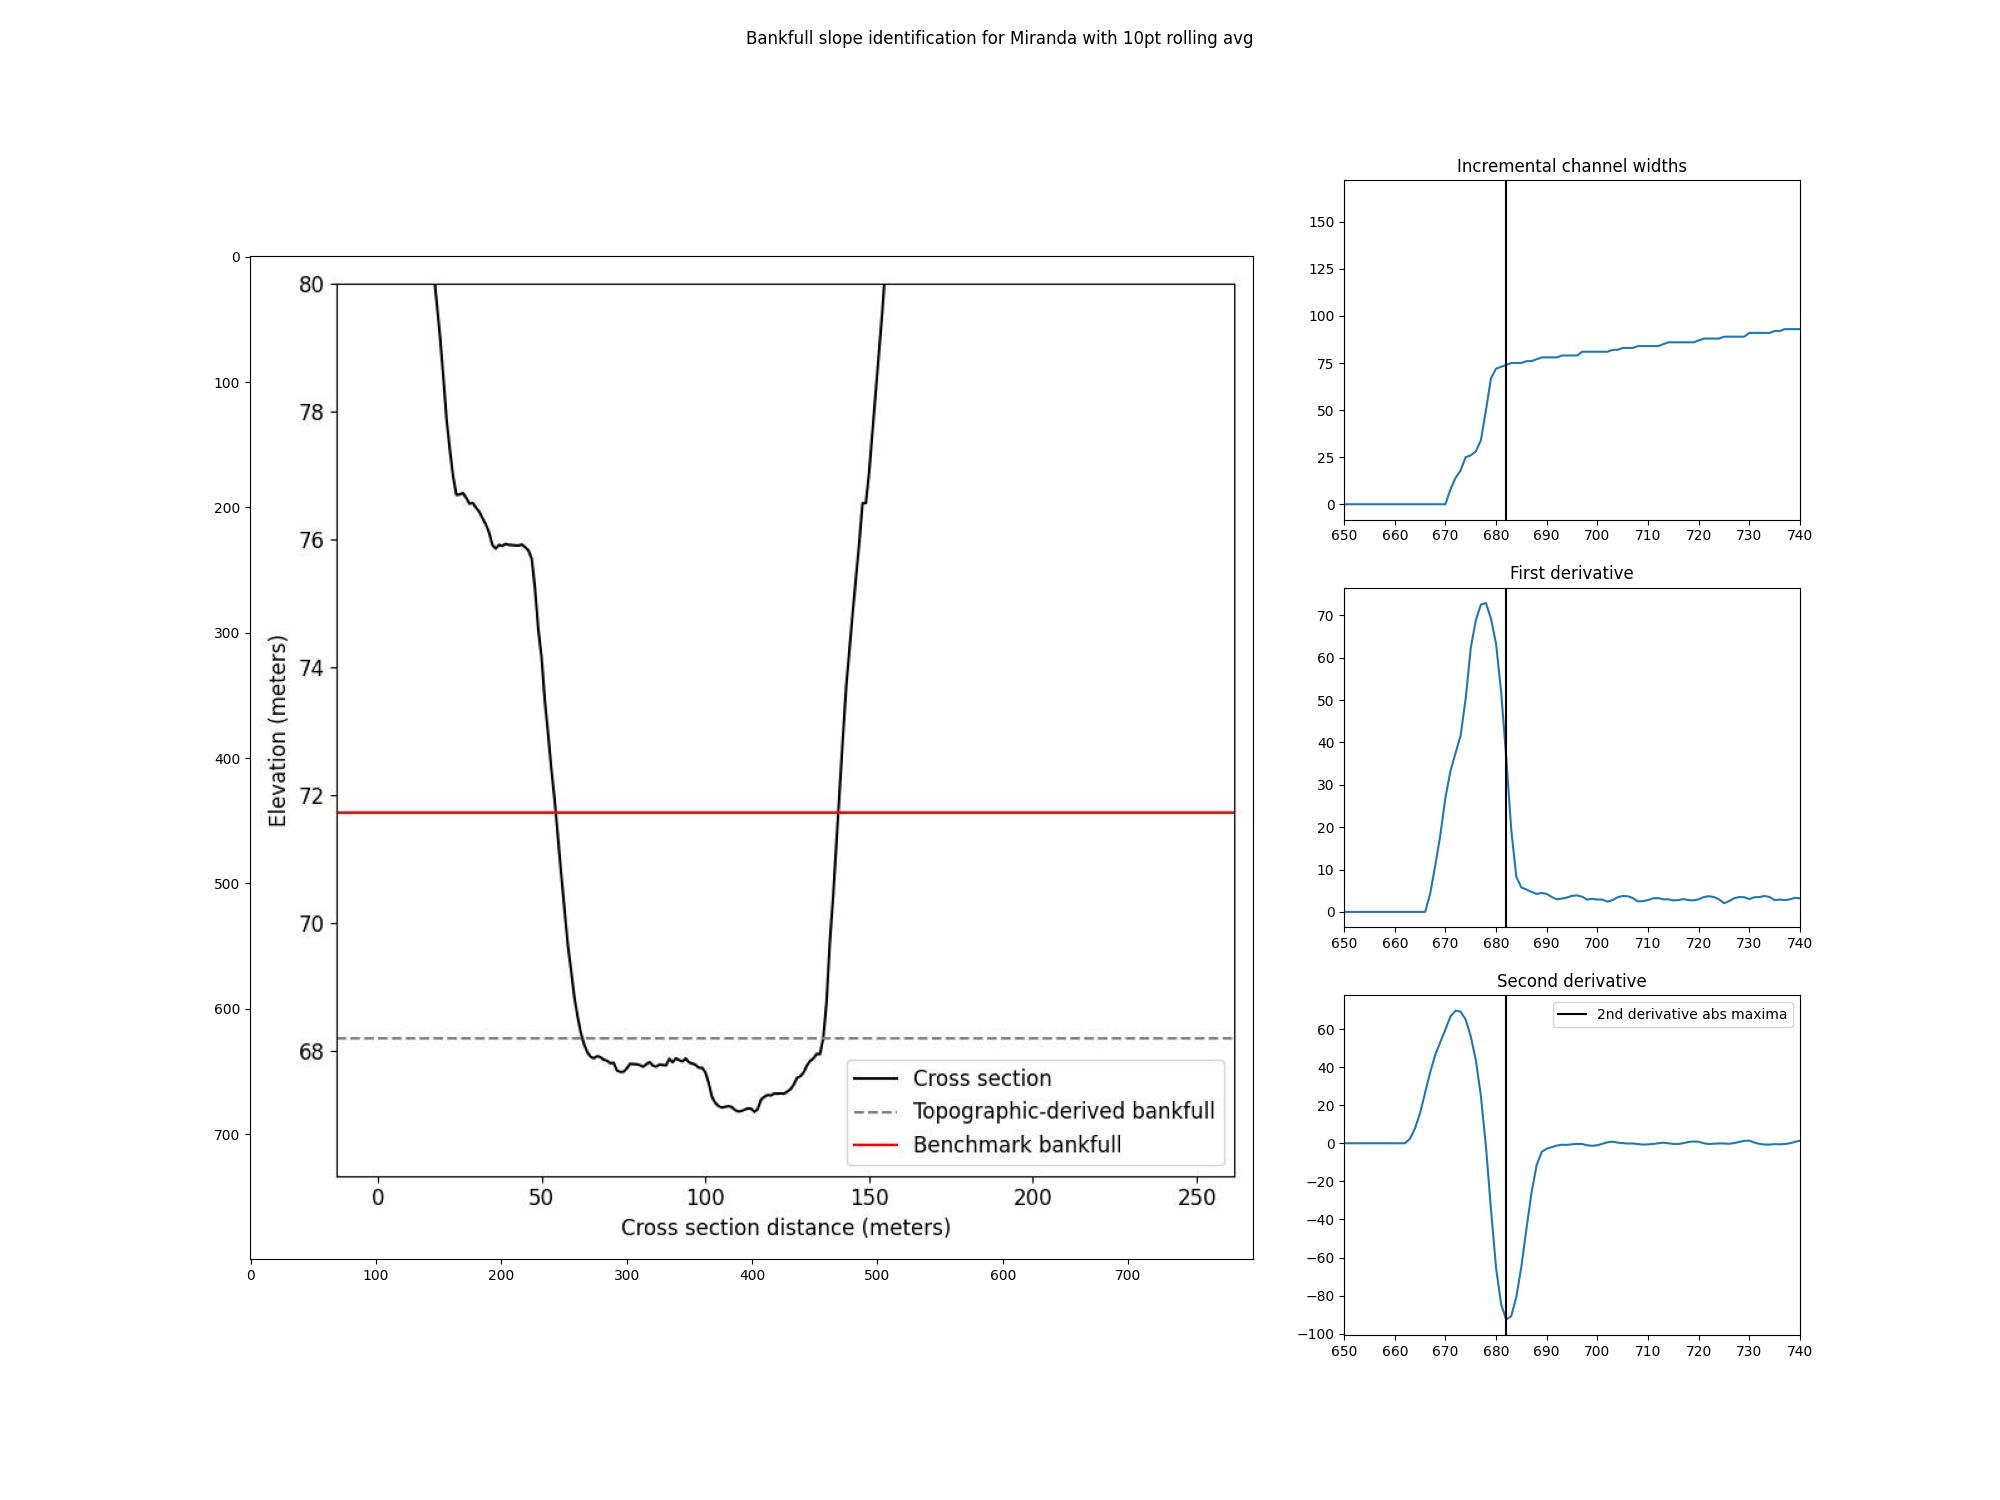 Bankfull slope identification for Miranda with 10pt rolling avg
0
100
200
300
400
500
600
700
80
78
76
74
72
70
68
Elevation (meters)
Cross section
Topographic-derived bankfull
Benchmark bankfull
0 50 100 150 200 250
Cross section distance (meters)
0 100 200 300 400 500 600 700
Incremental channel widths
150
125
100
75
50
25
0
650 660 670 680 690 700 710 720 730 740
First derivative
70
60
50
40
30
20
10
0
650 660 670 680 690 700 710 720 730 740
Second derivative
2nd derivative abs maxima
60
40
20
0
−20
−40
−60
−80
−100
650 660 670 680 690 700 710 720 730 740